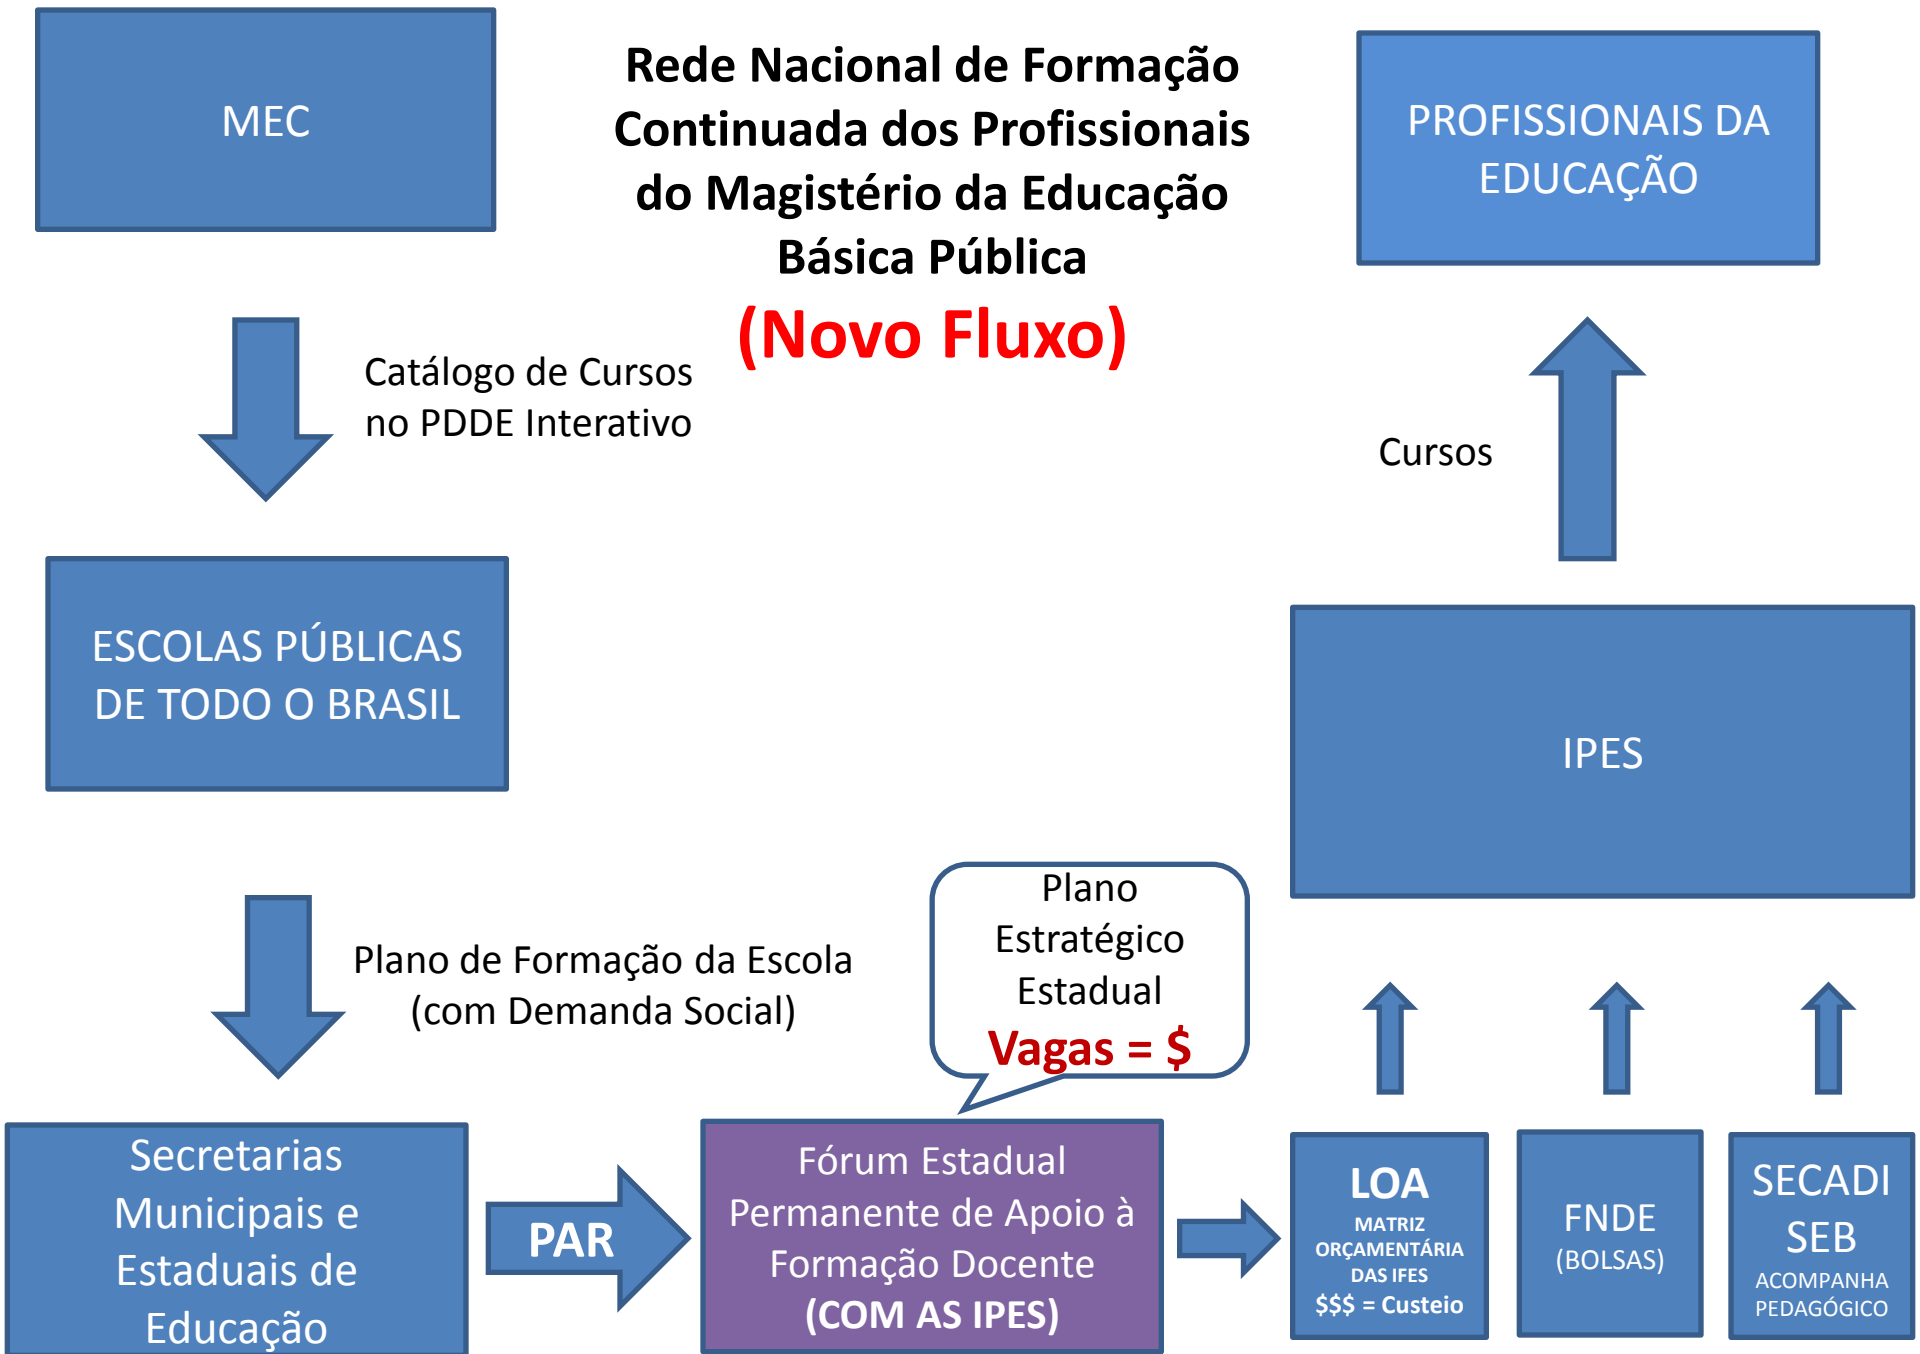 MEC
Rede Nacional de Formação
Continuada dos Profissionais
do Magistério da Educação
Básica Pública
(Novo Fluxo)
PROFISSIONAIS DA
EDUCAÇÃO
Catálogo de Cursos
no PDDE Interativo
Cursos
ESCOLAS PÚBLICAS
DE TODO O BRASIL
IPES
Plano de Formação da Escola
(com Demanda Social)
Plano
Estratégico
Estadual
Vagas = $
Secretarias
Municipais e
Estaduais de
Educação
PAR
Fórum Estadual
Permanente de Apoio à
Formação Docente
(COM AS IPES)
LOA
MATRIZ
ORÇAMENTÁRIA
DAS IFES
$$$ = Custeio
FNDE
(BOLSAS)
SECADI
SEB
ACOMPANHA
PEDAGÓGICO